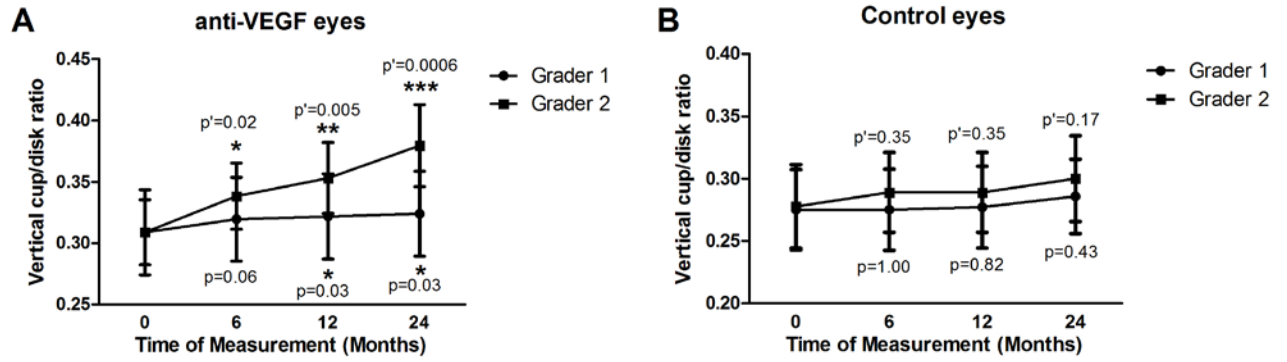 A
anti-VEGF eyes
Vertical cup/disk ratio
0.45
0.40
0.35
0.30
0.25
p'=0.02
*
p'=0.005
**
p'=0.0006
***
p=0.06
*
p=0.03
*
p=0.03
0 6 12 24
Time of Measurement (Months)
Grader 1
Grader 2
B
Control eyes
Vertical cup/disk ratio
0.40
0.35
0.30
0.25
0.20
p'=0.35
p'=0.35
p'=0.17
p=1.00
p=0.82
p=0.43
0 6 12 24
Time of Measurement (Months)
Grader 1
Grader 2